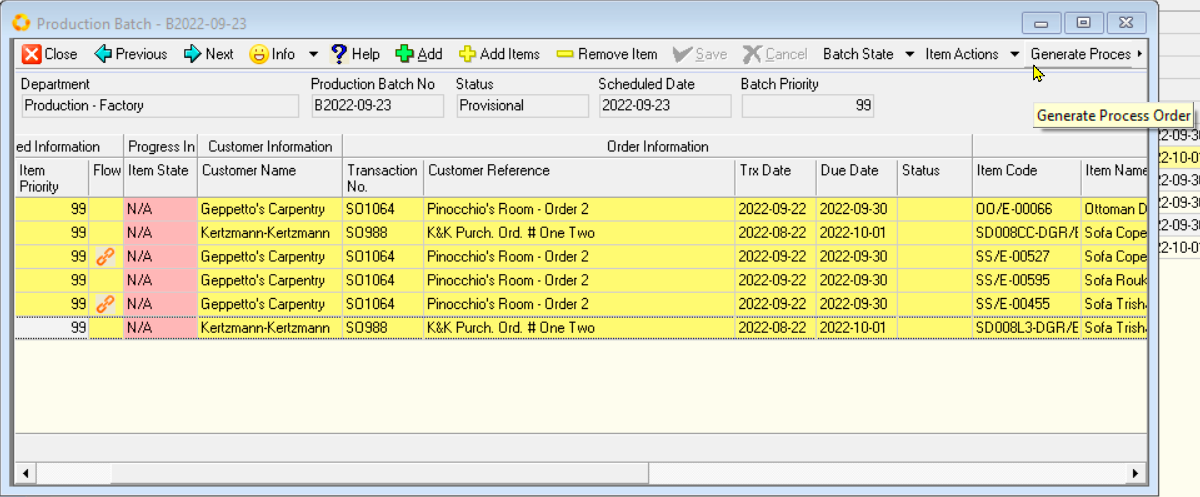 Production Batch - B2022-09-23
Close Previous Next Info Help Add Add Items Remove Item Save Cancel Batch State Item Actions Generate Proces
Department Production Batch No Status Scheduled Date Batch Priority
Production - Factory B2022-09-23 Provisional 2022-09-23 99
Generate Process Order
ed Information Progress In Customer Information Order Information
Item Priority Flow Item State Customer Name Transaction No. Customer Reference Trx Date Due Date Status Item Code Item Name
99 N/A Geppetto's Carpentry SO1064 Pinocchio's Room - Order 2 2022-09-22 2022-09-30 OO/E-00066 Ottoman D
99 N/A Kertzmann-Kertzmann SO988 K&K Purch. Ord. # One Two 2022-08-22 2022-10-01 SD008CC-DGR/E Sofa Cope
99 N/A Geppetto's Carpentry SO1064 Pinocchio's Room - Order 2 2022-09-22 2022-09-30 SS/E-00527 Sofa Cope
99 N/A Geppetto's Carpentry SO1064 Pinocchio's Room - Order 2 2022-09-22 2022-09-30 SS/E-00595 Sofa Rouk
99 N/A Geppetto's Carpentry SO1064 Pinocchio's Room - Order 2 2022-09-22 2022-09-30 SS/E-00455 Sofa Trish
99 N/A Kertzmann-Kertzmann SO988 K&K Purch. Ord. # One Two 2022-08-22 2022-10-01 SD008L3-DGR/E Sofa Trish
22-09-30
22-10-01
22-09-30
22-09-30
22-09-30
22-10-01